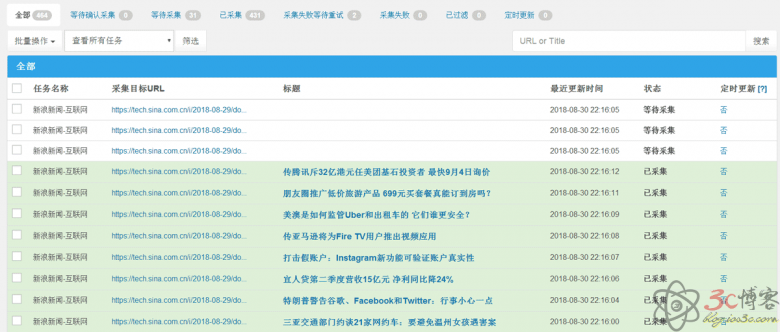 全部 464 等待确认采集 0 等待采集 31 已采集 431 采集失败等待重试 2 采集失败 0 已过滤 0 定时更新 0
批量操作 查看所有任务 筛选 URL or Title 搜索
全部
任务名称 采集目标URL 标题 最近更新时间 状态 定时更新 [?]
新浪新闻-互联网 https://tech.sina.com.cn/i/2018-08-29/do... 2018-08-30 22:16:05 等待采集 否
新浪新闻-互联网 https://tech.sina.com.cn/i/2018-08-29/do... 2018-08-30 22:16:05 等待采集 否
新浪新闻-互联网 https://tech.sina.com.cn/i/2018-08-29/do... 2018-08-30 22:16:05 等待采集 否
新浪新闻-互联网 https://tech.sina.com.cn/i/2018-08-29/do... 传腾讯斥32亿港元任美团基石投资者 最快9月4日询价 2018-08-30 22:16:12 已采集 否
新浪新闻-互联网 https://tech.sina.com.cn/i/2018-08-29/do... 朋友圈推广低价旅游产品 699元买套餐真能订到房吗? 2018-08-30 22:16:11 已采集 否
新浪新闻-互联网 https://tech.sina.com.cn/i/2018-08-29/do... 美澳是如何监管Uber和出租车的 它们谁更安全? 2018-08-30 22:16:09 已采集 否
新浪新闻-互联网 https://tech.sina.com.cn/i/2018-08-29/do... 传亚马逊将为Fire TV用户推出视频应用 2018-08-30 22:16:08 已采集 否
新浪新闻-互联网 https://tech.sina.com.cn/i/2018-08-29/do... 打击假账户：Instagram新功能可验证账户真实性 2018-08-30 22:16:07 已采集 否
新浪新闻-互联网 https://tech.sina.com.cn/i/2018-08-29/do... 宜人贷第二季度营收15亿元 净利同比降24% 2018-08-30 22:16:06 已采集 否
新浪新闻-互联网 https://tech.sina.com.cn/i/2018-08-29/do... 特朗普警告谷歌、Facebook和Twitter：行事小心一点 2018-08-30 22:16:04 已采集 否
新浪新闻-互联网 https://tech.sina.com.cn/i/2018-08-29/do... 三亚交通部门约谈21家网约车：要避免温州女孩遇害案 2018-08-30 22:16:01 已采集 否
3c博客
blog.ios3c.com